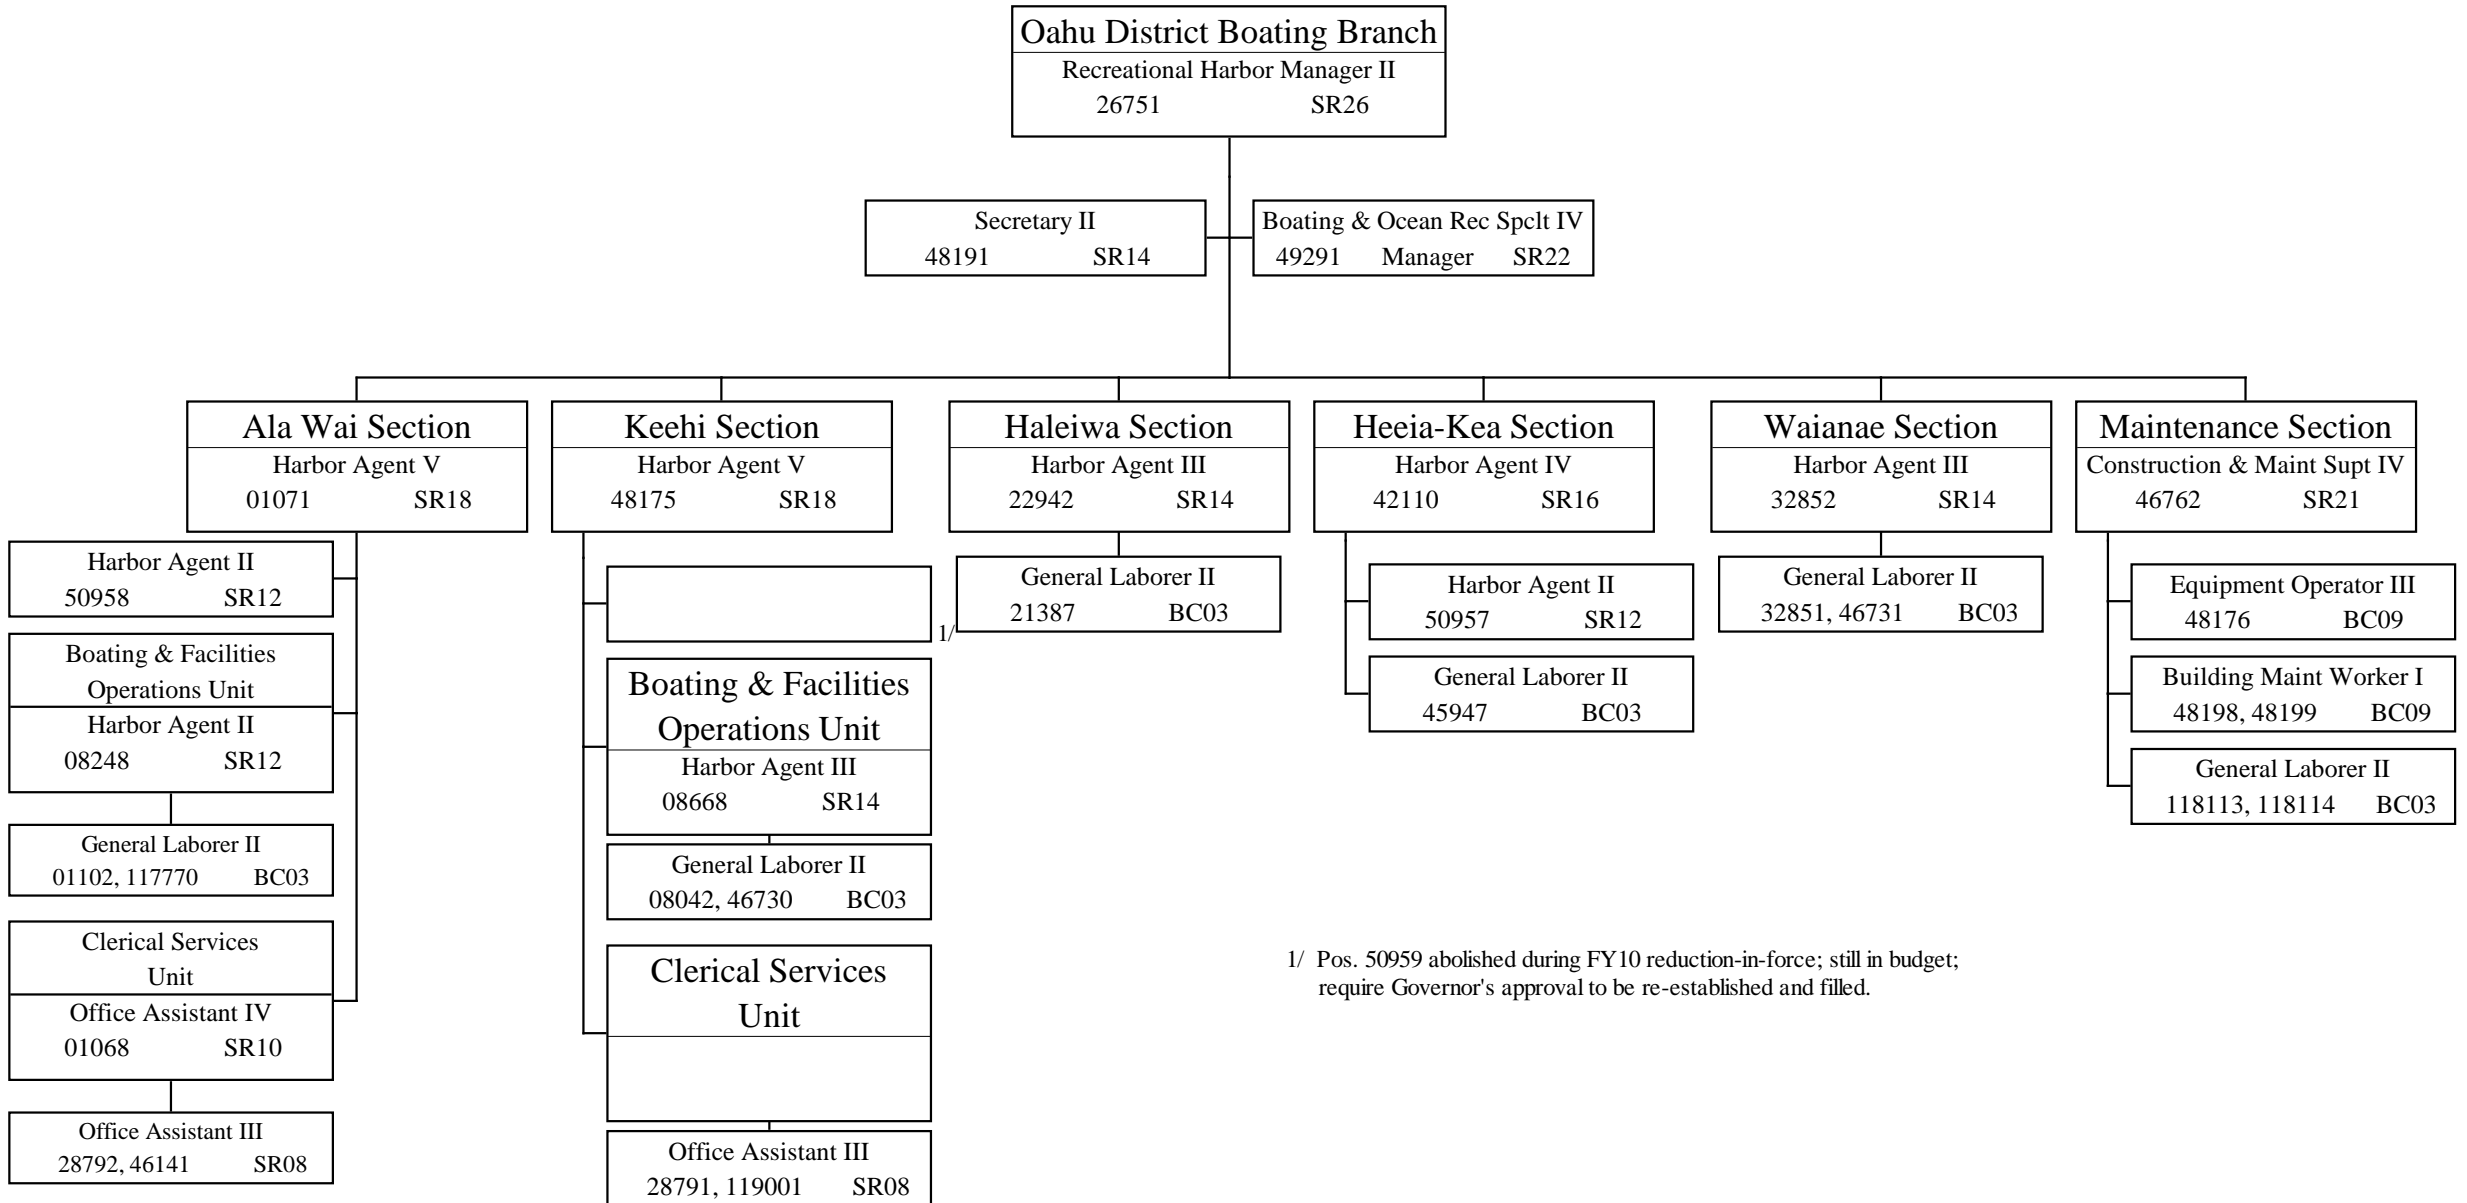 Oahu District Boating Branch
Recreational Harbor Manager II
26751 SR26
Secretary II
48191 SR14
Boating & Ocean Rec Spclt IV
49291 Manager SR22
Ala Wai Section
Harbor Agent V
01071 SR18
Harbor Agent II
50958 SR12
Boating & Facilities
Operations Unit
Harbor Agent II
08248 SR12
General Laborer II
01102, 117770 BC03
Clerical Services
Unit
Office Assistant IV
01068 SR10
Office Assistant III
28792, 46141 SR08
Keehi Section
Harbor Agent V
48175 SR18
1/
Boating & Facilities
Operations Unit
Harbor Agent III
08668 SR14
General Laborer II
08042, 46730 BC03
Clerical Services
Unit
Office Assistant III
28791, 119001 SR08
Haleiwa Section
Harbor Agent III
22942 SR14
General Laborer II
21387 BC03
Heeia-Kea Section
Harbor Agent IV
42110 SR16
Harbor Agent II
50957 SR12
General Laborer II
45947 BC03
Waianae Section
Harbor Agent III
32852 SR14
General Laborer II
32851, 46731 BC03
Maintenance Section
Construction & Maint Supt IV
46762 SR21
Equipment Operator III
48176 BC09
Building Maint Worker I
48198, 48199 BC09
General Laborer II
118113, 118114 BC03
1/ Pos. 50959 abolished during FY10 reduction-in-force; still in budget;
require Governor's approval to be re-established and filled.